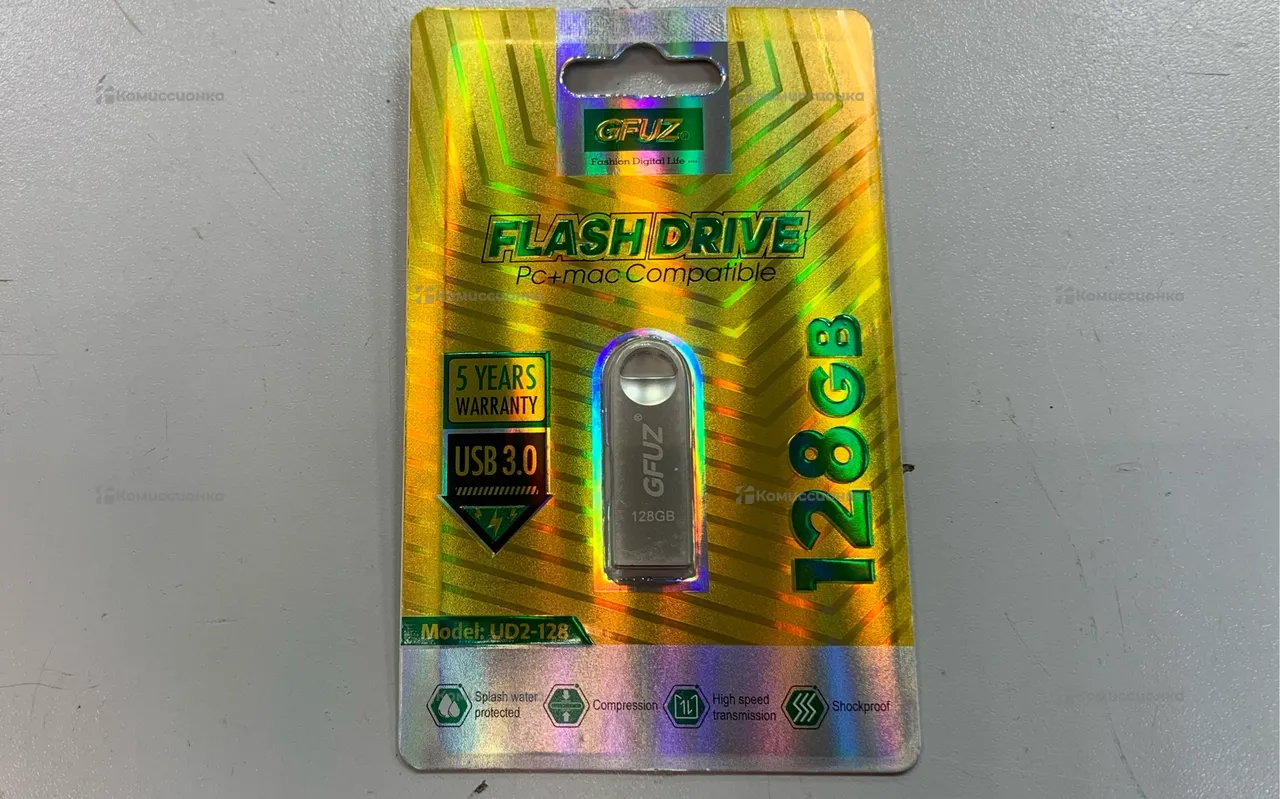 GFUZ
Fashion Digital Life
FLASH DRIVE
Pc+mac Compatible
5 YEARS
WARRANTY
USB 3.0
GFUZ®
128GB
128GB
Model: UD2-128
Splash water
protected
Compression
High speed
transmission
Shockproof
Комиссионка
Комиссионка
Комиссионка
Комиссионка
Комиссионка
Комиссионка
Комиссионка